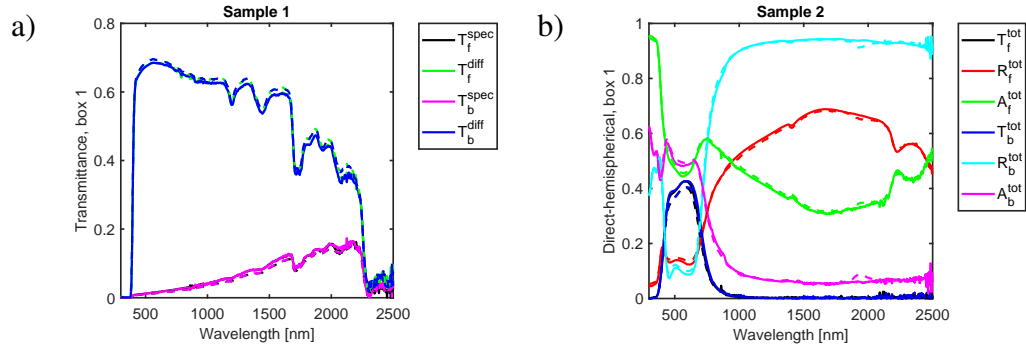 a)
Sample 1
Transmittance, box 1
0.8
0.6
0.4
0.2
0
500 1000 1500 2000 2500
Wavelength [nm]
T_f^spec
T_f^diff
T_b^spec
T_b^diff
b)
Sample 2
Direct-hemispherical, box 1
1
0.8
0.6
0.4
0.2
0
500 1000 1500 2000 2500
Wavelength [nm]
T_f^tot
R_f^tot
A_f^tot
T_b^tot
R_b^tot
A_b^tot